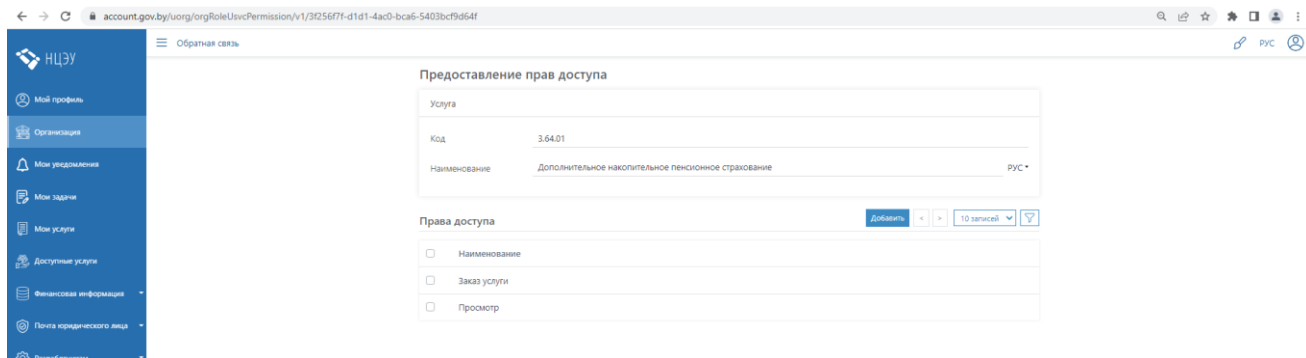 account.gov.by/uorg/orgRoleUsvcPermission/v1/3f256f7f-d1d1-4ac0-bca6-5403bcf9d64f
НЦЭУ
Обратная связь
РУС
Мой профиль
Организация
Мои уведомления
Мои задачи
Мои услуги
Доступные услуги
Финансовая информация
Почта юридического лица
Предоставление прав доступа
Услуга
Код 3.64.01
Наименование Дополнительное накопительное пенсионное страхование РУС
Права доступа Добавить < > 10 записей
Наименование
Заказ услуги
Просмотр